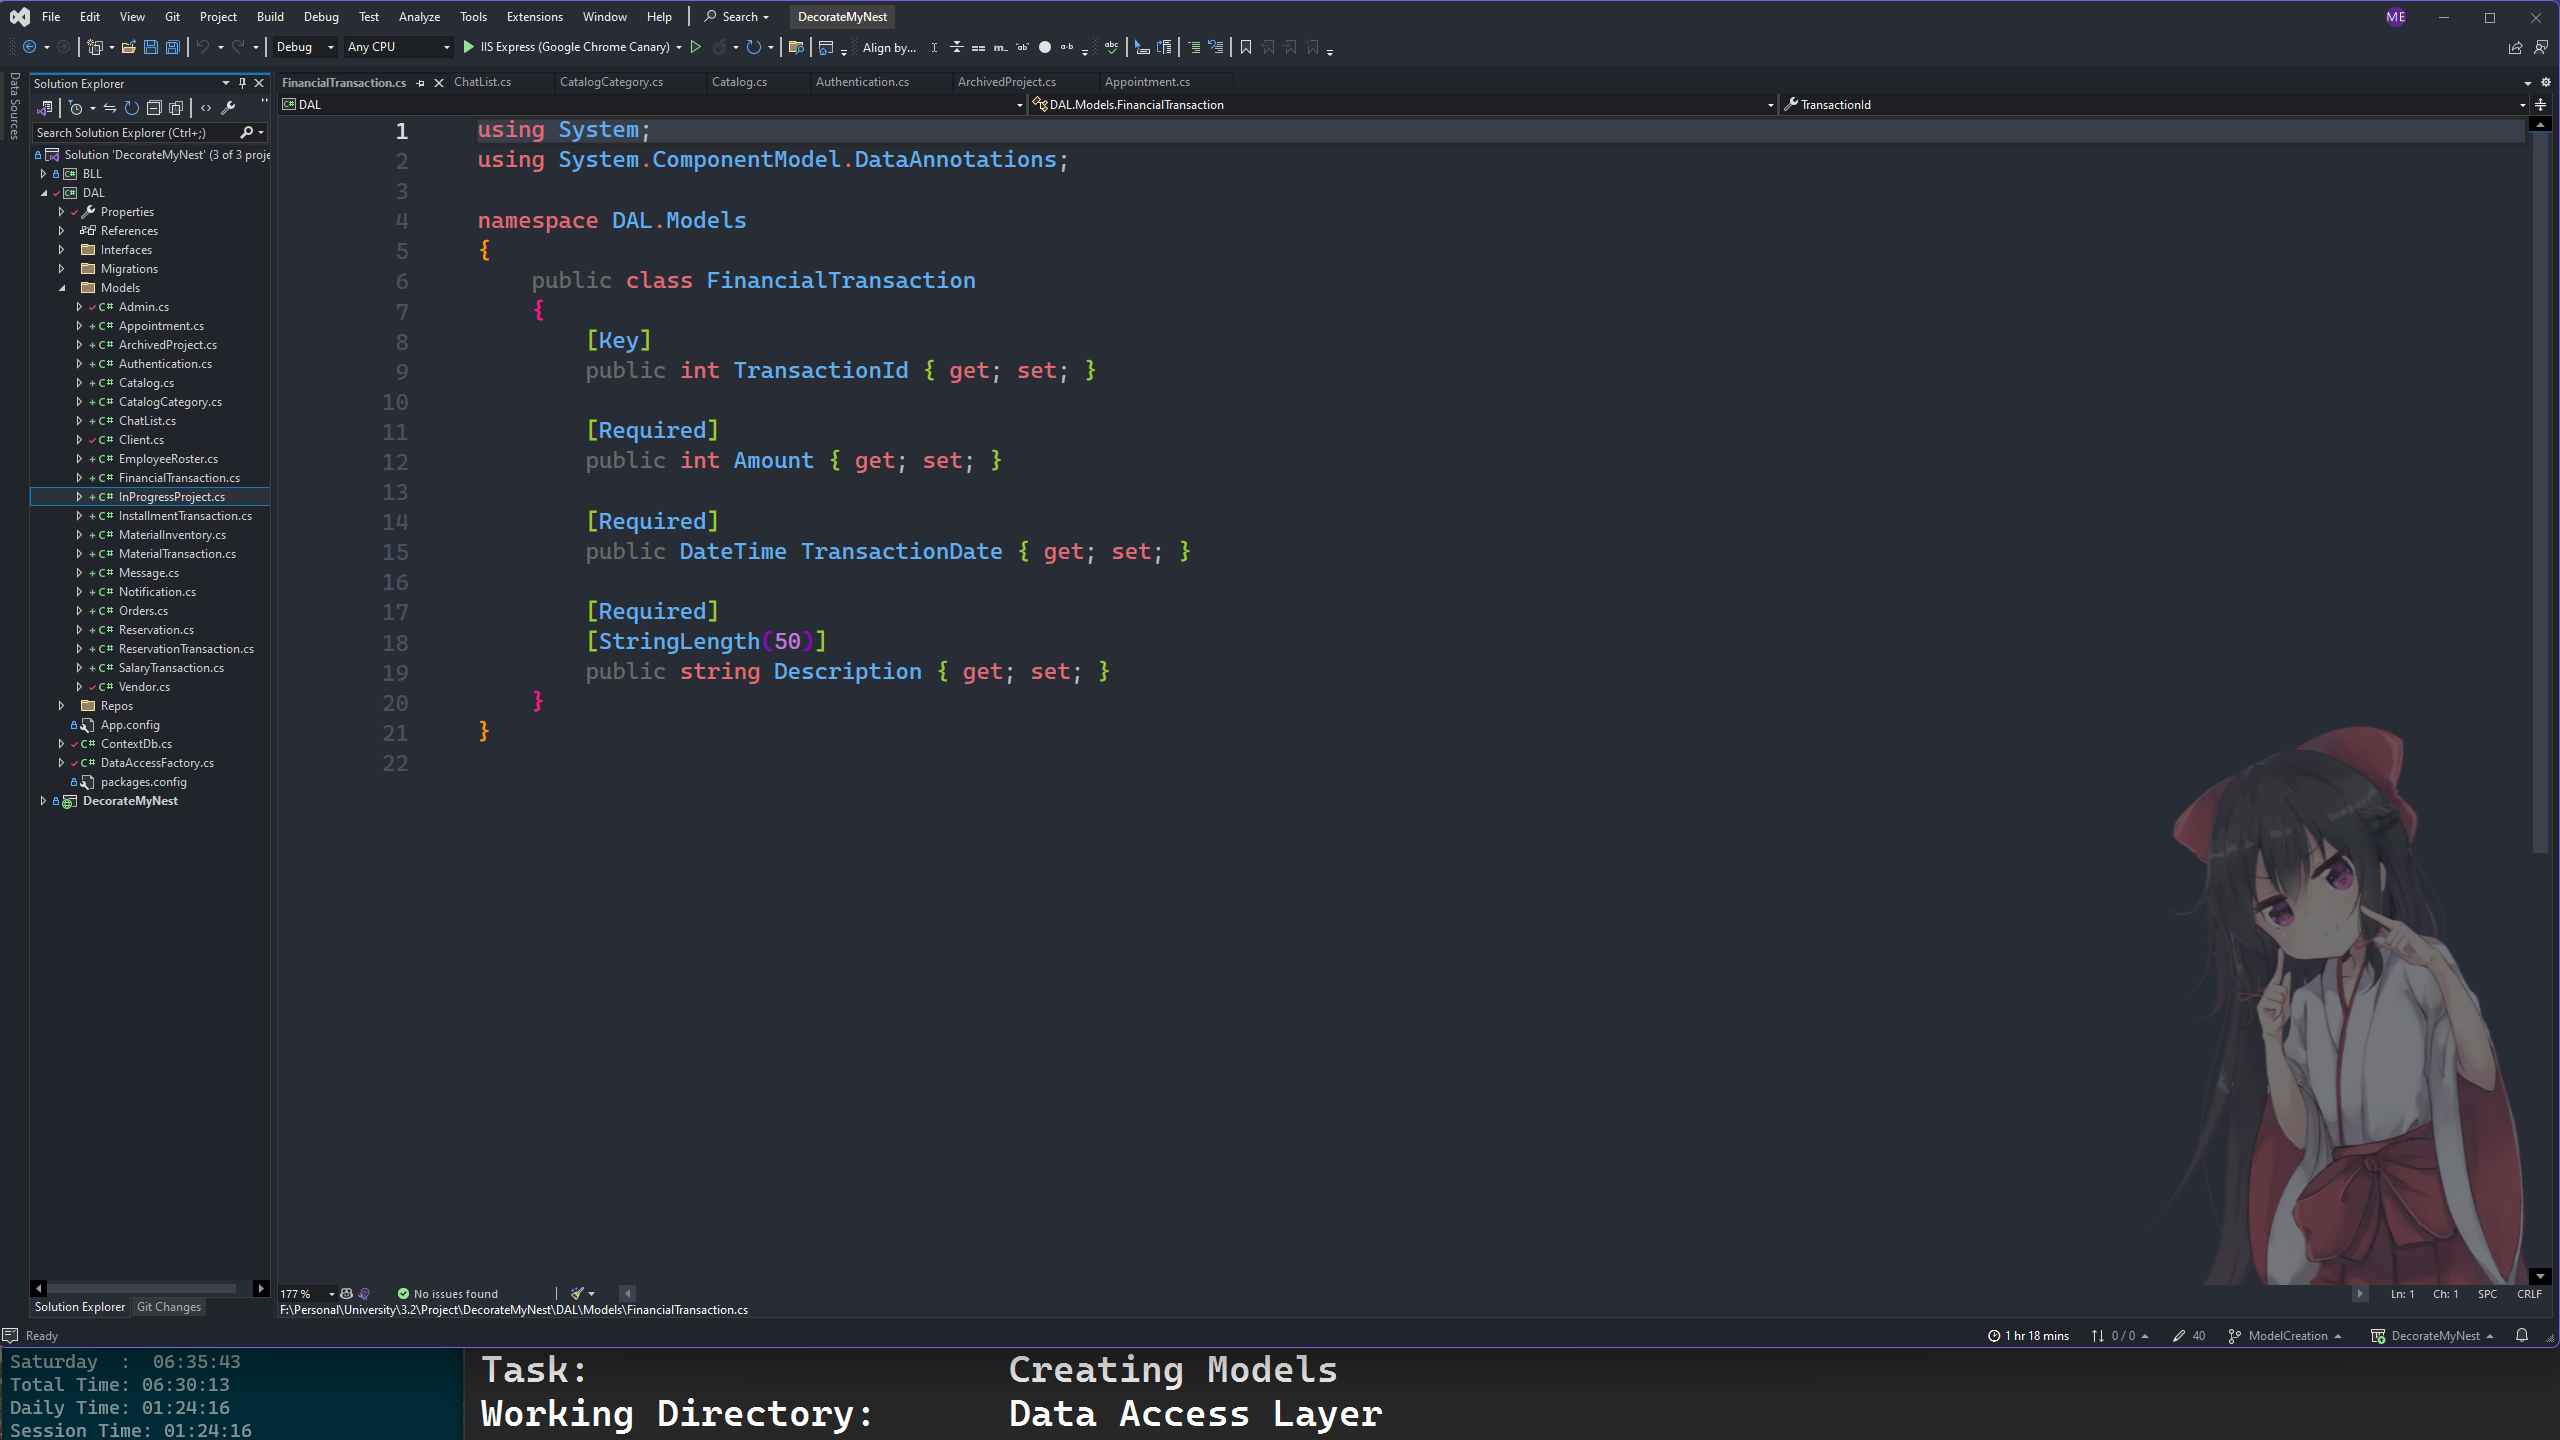 File Edit View Git Project Build Debug Test Analyze Tools Extensions Window Help Search DecorateMyNest ME
Debug Any CPU IIS Express (Google Chrome Canary) Align by...
Data Sources
Solution Explorer
Search Solution Explorer (Ctrl+;)
Solution 'DecorateMyNest' (3 of 3 proje
BLL
DAL
Properties
References
Interfaces
Migrations
Models
C# Admin.cs
C# Appointment.cs
C# ArchivedProject.cs
C# Authentication.cs
C# Catalog.cs
C# CatalogCategory.cs
C# ChatList.cs
C# Client.cs
C# EmployeeRoster.cs
C# FinancialTransaction.cs
C# InProgressProject.cs
C# InstallmentTransaction.cs
C# MaterialInventory.cs
C# MaterialTransaction.cs
C# Message.cs
C# Notification.cs
C# Orders.cs
C# Reservation.cs
C# ReservationTransaction.cs
C# SalaryTransaction.cs
C# Vendor.cs
Repos
App.config
C# ContextDb.cs
C# DataAccessFactory.cs
packages.config
DecorateMyNest
Solution Explorer Git Changes
FinancialTransaction.cs ChatList.cs CatalogCategory.cs Catalog.cs Authentication.cs ArchivedProject.cs Appointment.cs
DAL DAL.Models.FinancialTransaction TransactionId
1 using System;
2 using System.ComponentModel.DataAnnotations;
3
4 namespace DAL.Models
5 {
6 public class FinancialTransaction
7 {
8 [Key]
9 public int TransactionId { get; set; }
10
11 [Required]
12 public int Amount { get; set; }
13
14 [Required]
15 public DateTime TransactionDate { get; set; }
16
17 [Required]
18 [StringLength(50)]
19 public string Description { get; set; }
20 }
21 }
22
177 % No issues found Ln: 1 Ch: 1 SPC CRLF
F:\Personal\University\3.2\Project\DecorateMyNest\DAL\Models\FinancialTransaction.cs
Ready 1 hr 18 mins 0 / 0 40 ModelCreation DecorateMyNest
Saturday : 06:35:43
Total Time: 06:30:13
Daily Time: 01:24:16
Session Time: 01:24:16
Task: Creating Models
Working Directory: Data Access Layer